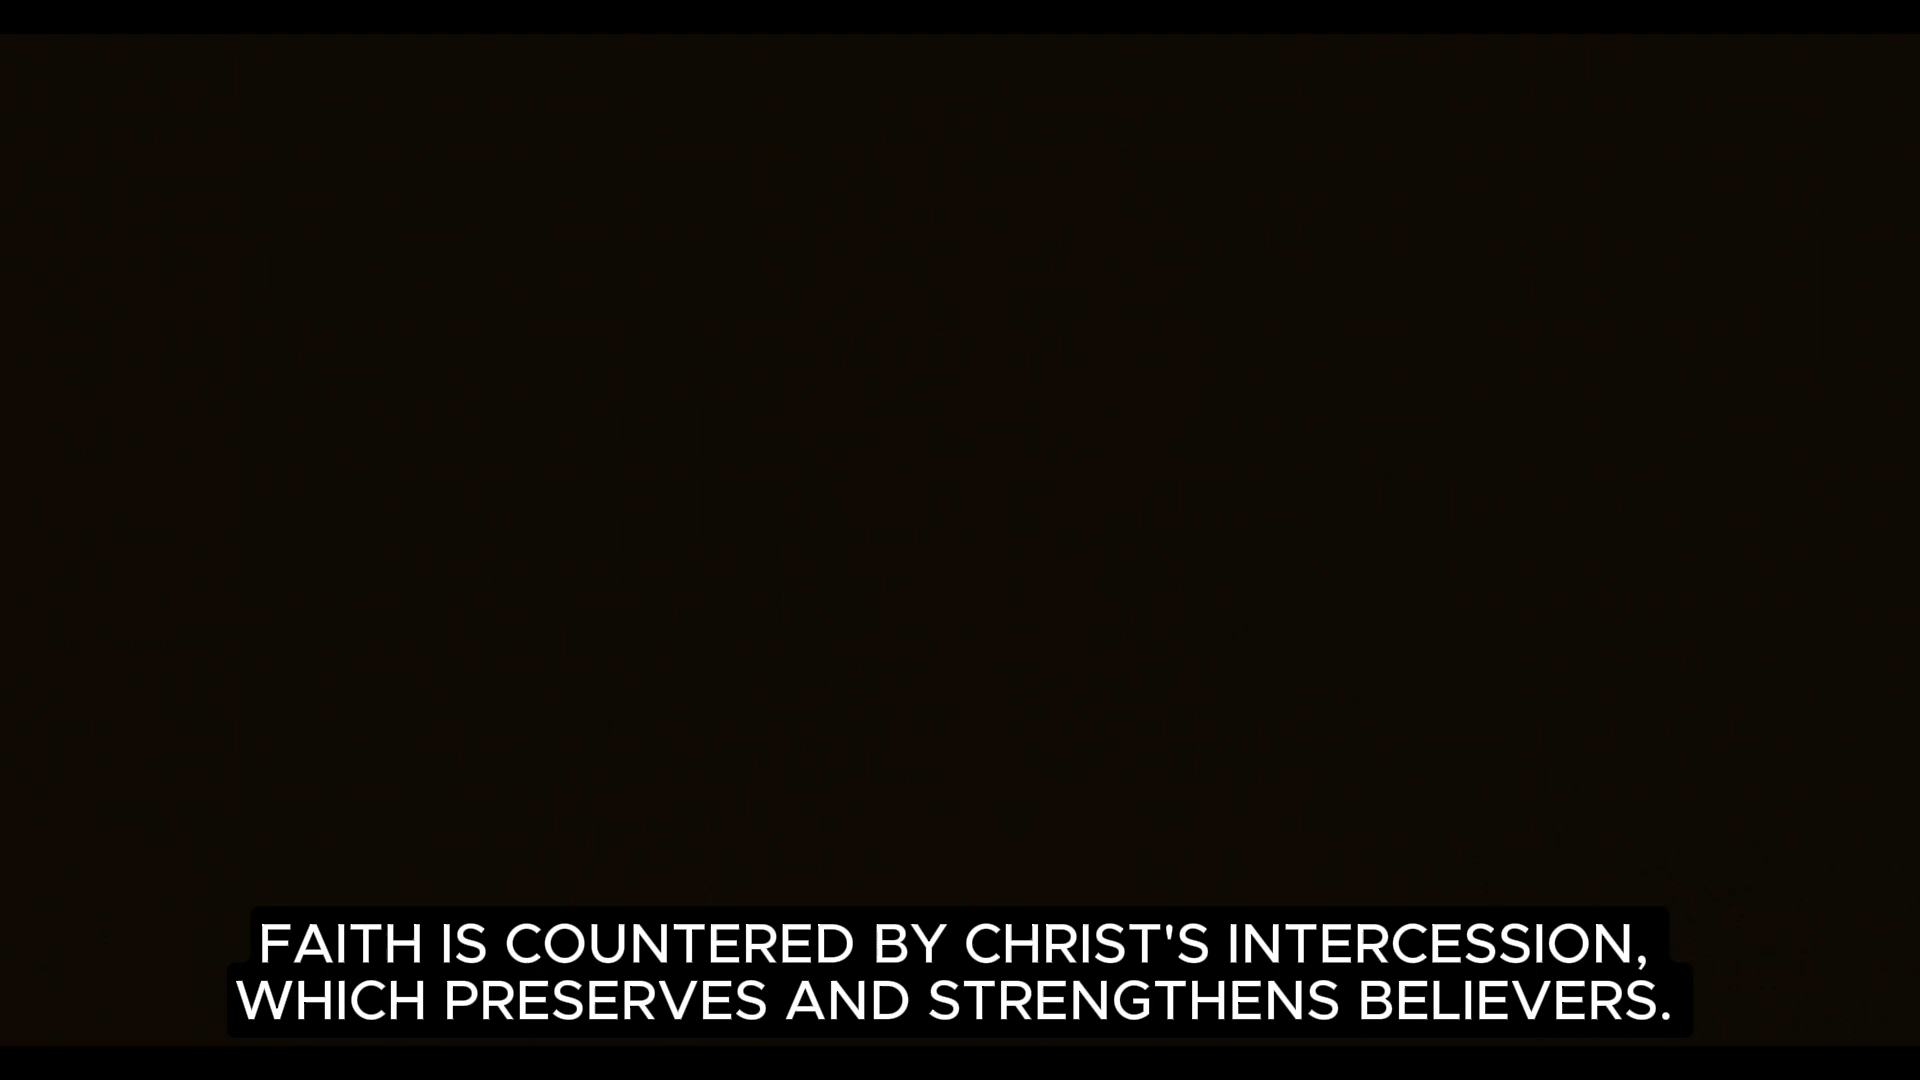 FAITH IS COUNTERED BY CHRIST'S INTERCESSION,
WHICH PRESERVES AND STRENGTHENS BELIEVERS.